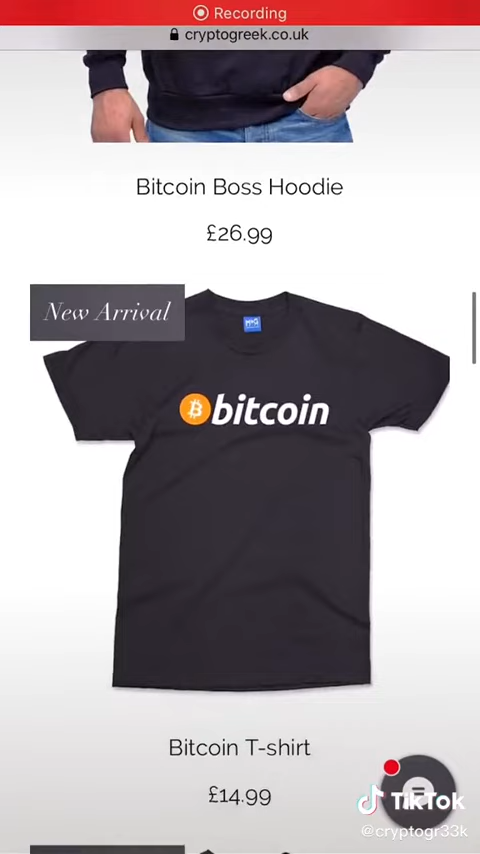 Recording
cryptogreek.co.uk
Bitcoin Boss Hoodie
£26.99
New Arrival
bitcoin
Bitcoin T-shirt
£14.99
TikTok
@cryptogr33k